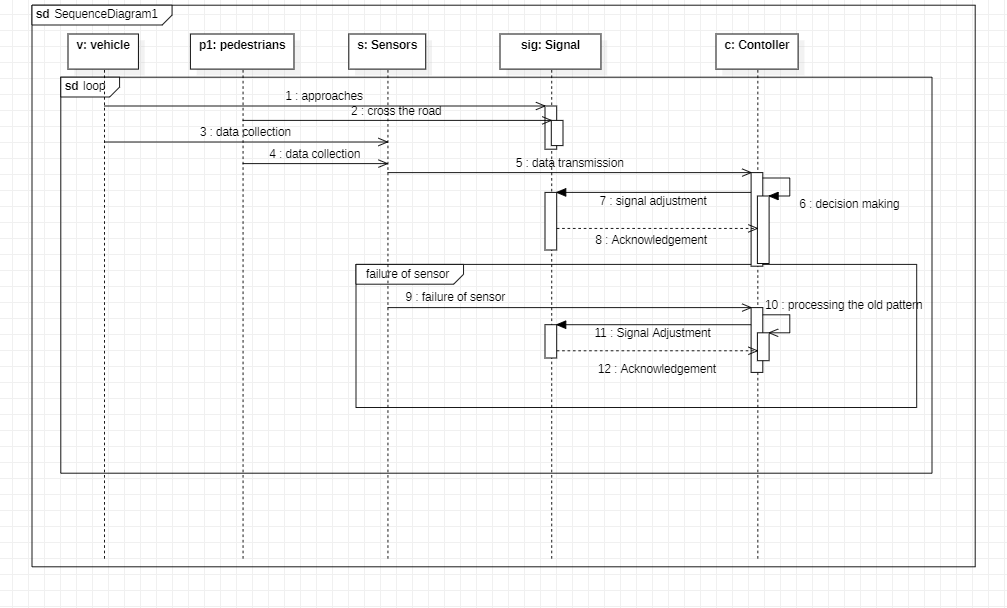 sd SequenceDiagram1
v: vehicle
p1: pedestrians
s: Sensors
sig: Signal
c: Contoller
sd loop
1 : approaches
2 : cross the road
3 : data collection
4 : data collection
5 : data transmission
6 : decision making
7 : signal adjustment
8 : Acknowledgement
failure of sensor
9 : failure of sensor
10 : processing the old pattern
11 : Signal Adjustment
12 : Acknowledgement